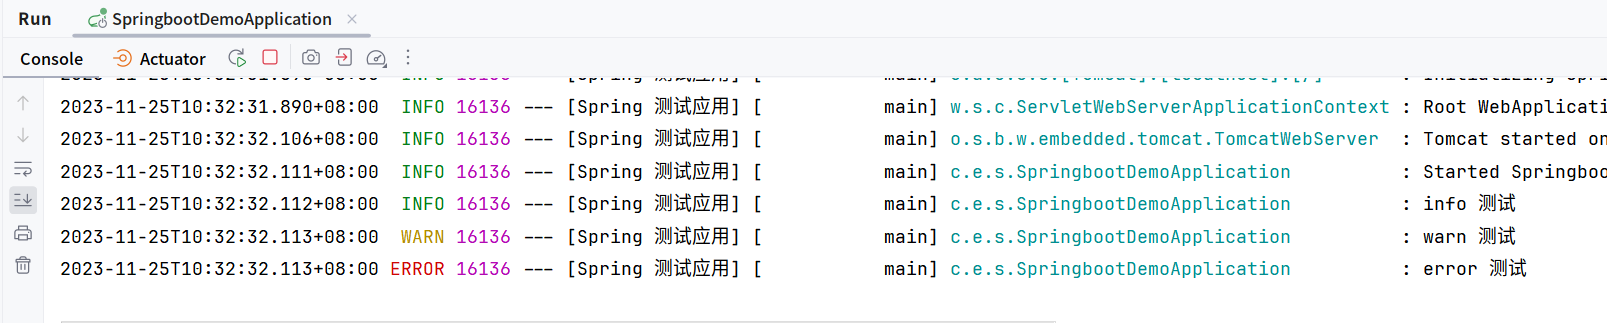 Run SpringbootDemoApplication
Console Actuator
2023-11-25T10:32:31.890+08:00  INFO 16136 --- [Spring 测试应用] [           main] w.s.c.ServletWebServerApplicationContext : Root WebApplicati
2023-11-25T10:32:32.106+08:00  INFO 16136 --- [Spring 测试应用] [           main] o.s.b.w.embedded.tomcat.TomcatWebServer  : Tomcat started on
2023-11-25T10:32:32.111+08:00  INFO 16136 --- [Spring 测试应用] [           main] c.e.s.SpringbootDemoApplication          : Started Springboo
2023-11-25T10:32:32.112+08:00  INFO 16136 --- [Spring 测试应用] [           main] c.e.s.SpringbootDemoApplication          : info 测试
2023-11-25T10:32:32.113+08:00  WARN 16136 --- [Spring 测试应用] [           main] c.e.s.SpringbootDemoApplication          : warn 测试
2023-11-25T10:32:32.113+08:00 ERROR 16136 --- [Spring 测试应用] [           main] c.e.s.SpringbootDemoApplication          : error 测试